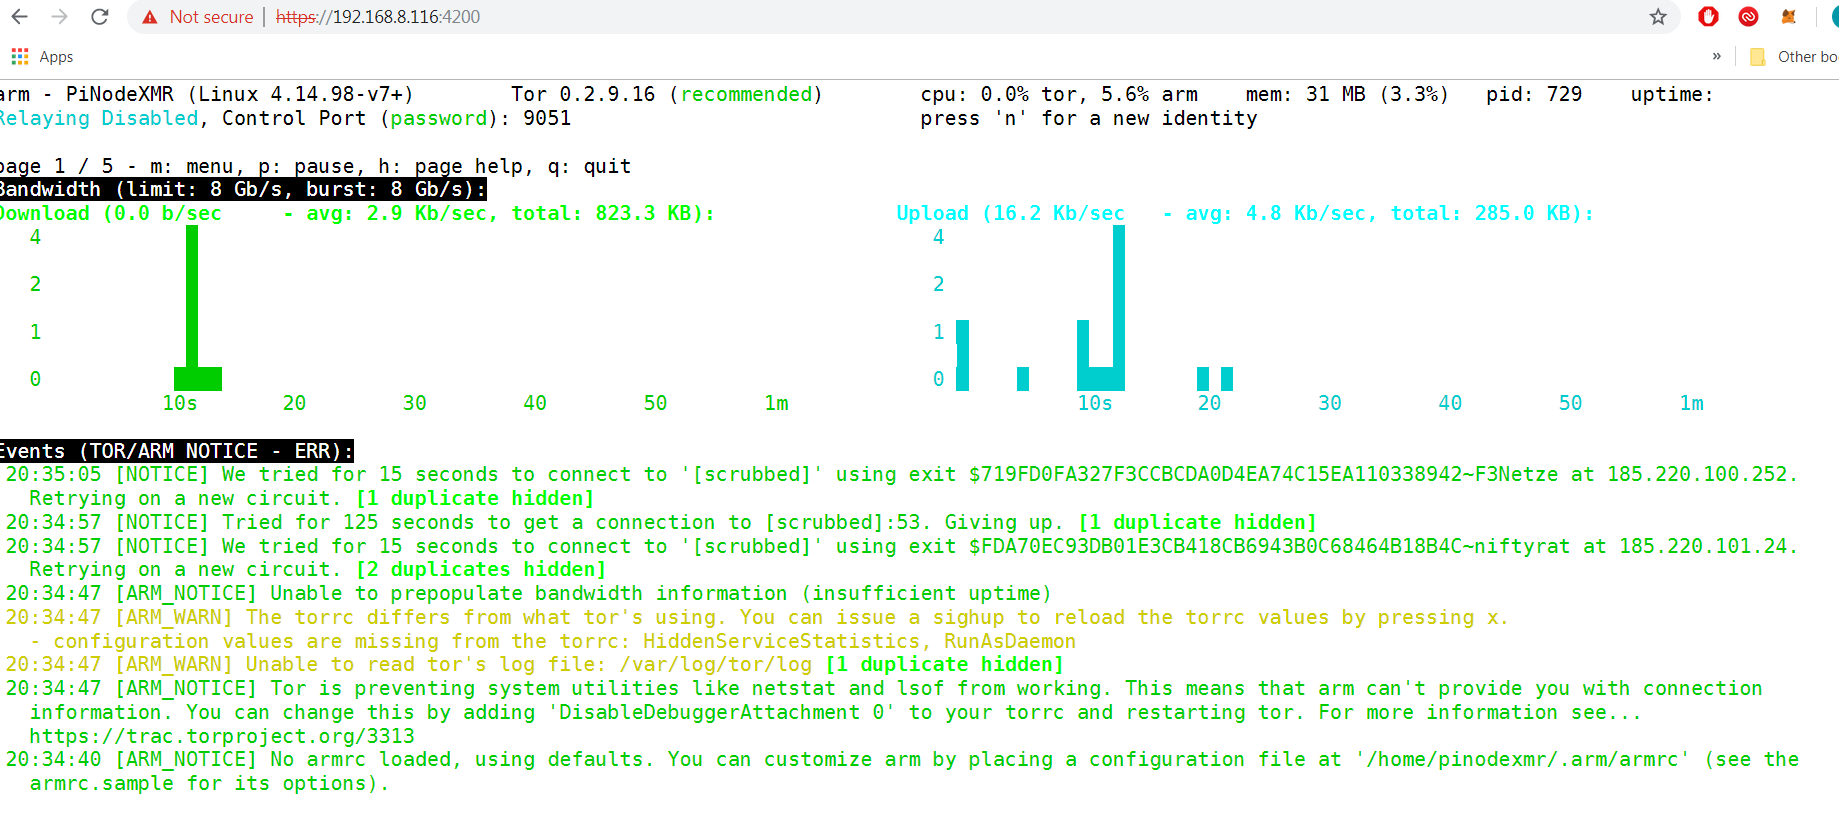 Not secure | https://192.168.8.116:4200
Apps » Other bo
arm - PiNodeXMR (Linux 4.14.98-v7+) Tor 0.2.9.16 (recommended) cpu: 0.0% tor, 5.6% arm mem: 31 MB (3.3%) pid: 729 uptime:
Relaying Disabled, Control Port (password): 9051 press 'n' for a new identity
page 1 / 5 - m: menu, p: pause, h: page help, q: quit
Bandwidth (limit: 8 Gb/s, burst: 8 Gb/s):
Download (0.0 b/sec - avg: 2.9 Kb/sec, total: 823.3 KB): Upload (16.2 Kb/sec - avg: 4.8 Kb/sec, total: 285.0 KB):
4 4
2 2
1 1
0 0
10s 20 30 40 50 1m 10s 20 30 40 50 1m
Events (TOR/ARM NOTICE - ERR):
20:35:05 [NOTICE] We tried for 15 seconds to connect to '[scrubbed]' using exit $719FD0FA327F3CCBCDA0D4EA74C15EA110338942~F3Netze at 185.220.100.252.
Retrying on a new circuit. [1 duplicate hidden]
20:34:57 [NOTICE] Tried for 125 seconds to get a connection to [scrubbed]:53. Giving up. [1 duplicate hidden]
20:34:57 [NOTICE] We tried for 15 seconds to connect to '[scrubbed]' using exit $FDA70EC93DB01E3CB418CB6943B0C68464B18B4C~niftyrat at 185.220.101.24.
Retrying on a new circuit. [2 duplicates hidden]
20:34:47 [ARM_NOTICE] Unable to prepopulate bandwidth information (insufficient uptime)
20:34:47 [ARM_WARN] The torrc differs from what tor's using. You can issue a sighup to reload the torrc values by pressing x.
- configuration values are missing from the torrc: HiddenServiceStatistics, RunAsDaemon
20:34:47 [ARM_WARN] Unable to read tor's log file: /var/log/tor/log [1 duplicate hidden]
20:34:47 [ARM_NOTICE] Tor is preventing system utilities like netstat and lsof from working. This means that arm can't provide you with connection
information. You can change this by adding 'DisableDebuggerAttachment 0' to your torrc and restarting tor. For more information see...
https://trac.torproject.org/3313
20:34:40 [ARM_NOTICE] No armrc loaded, using defaults. You can customize arm by placing a configuration file at '/home/pinodexmr/.arm/armrc' (see the
armrc.sample for its options).